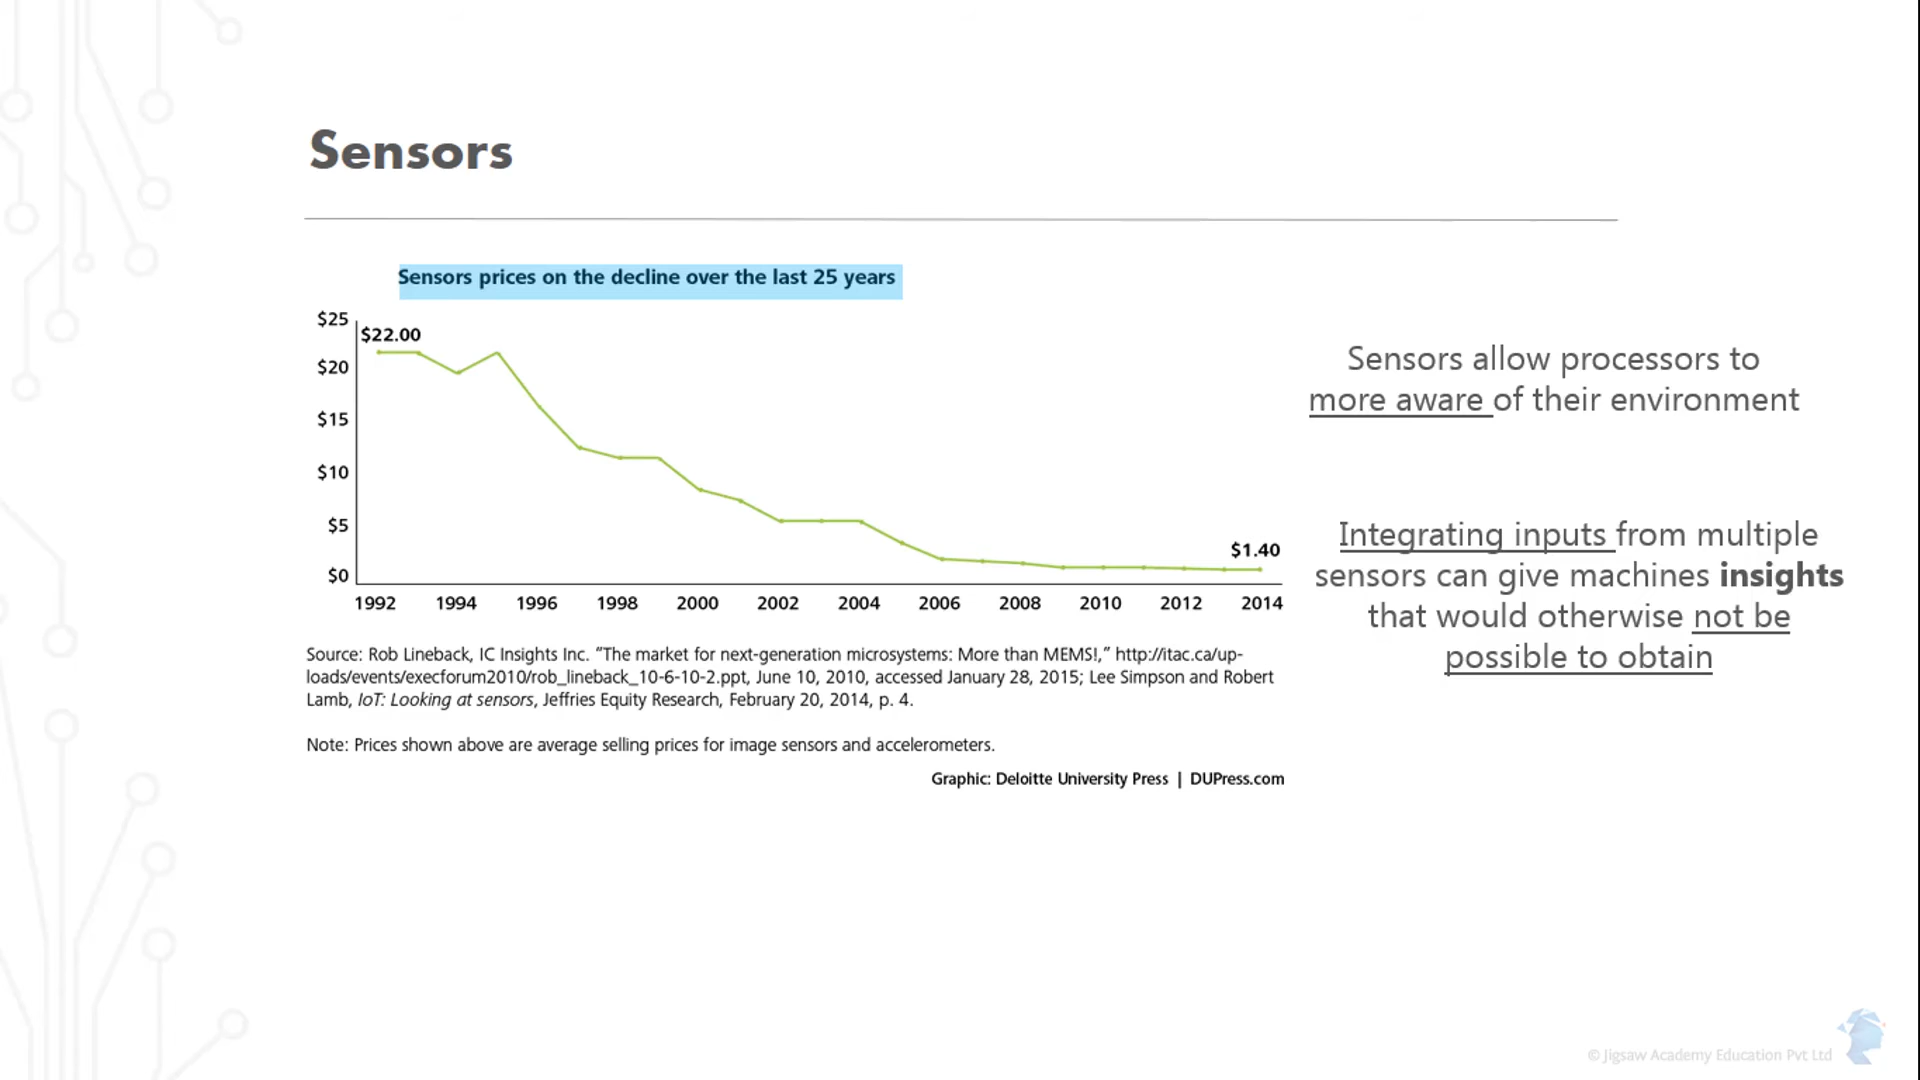 Sensors
Sensors prices on the decline over the last 25 years
$25
$22.00
$20
$15
$10
$5
$0
$1.40
1992 1994 1996 1998 2000 2002 2004 2006 2008 2010 2012 2014
Source: Rob Lineback, IC Insights Inc. “The market for next-generation microsystems: More than MEMS!,” http://itac.ca/up-
loads/events/execforum2010/rob_lineback_10-6-10-2.ppt, June 10, 2010, accessed January 28, 2015; Lee Simpson and Robert
Lamb, IoT: Looking at sensors, Jeffries Equity Research, February 20, 2014, p. 4.
Note: Prices shown above are average selling prices for image sensors and accelerometers.
Graphic: Deloitte University Press | DUPress.com
Sensors allow processors to
more aware of their environment
Integrating inputs from multiple
sensors can give machines insights
that would otherwise not be
possible to obtain
© Jigsaw Academy Education Pvt Ltd